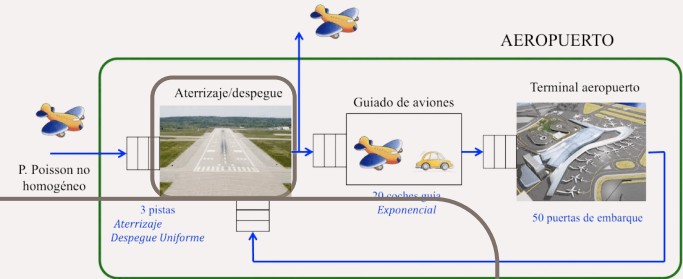 AEROPUERTO
Aterrizaje/despegue
Guiado de aviones
Terminal aeropuerto
P. Poisson no
homogéneo
3 pistas
Aterrizaje
Despegue Uniforme
20 coches guía
Exponencial
50 puertas de embarque